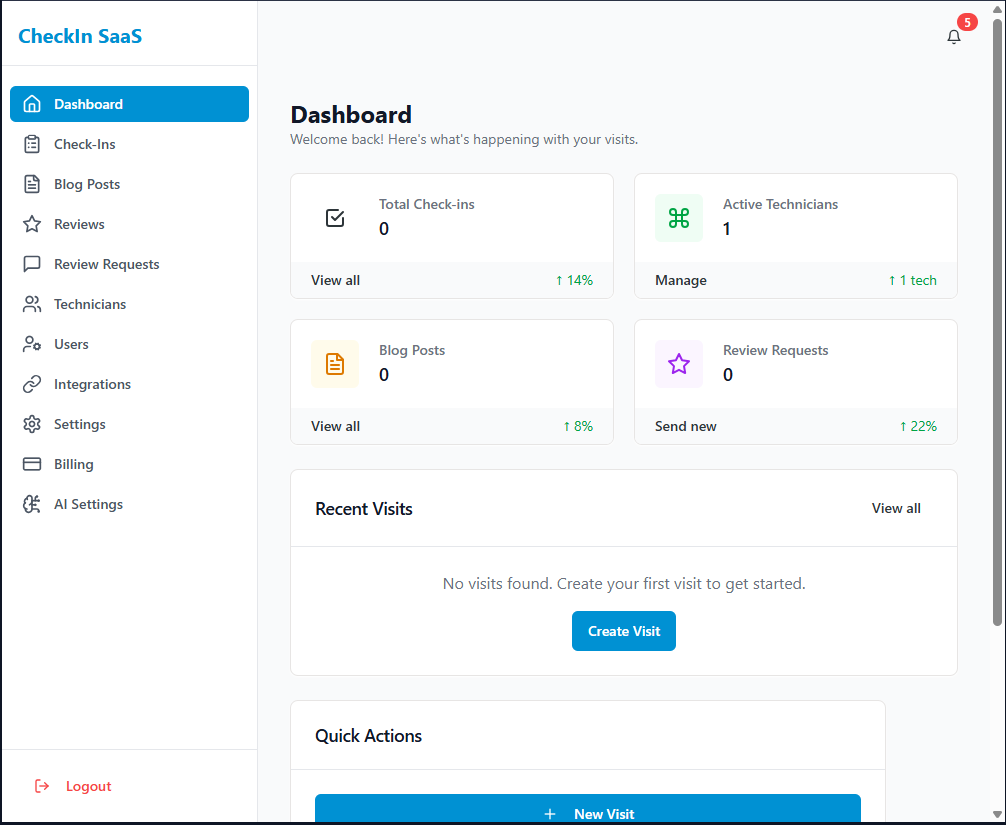 CheckIn SaaS
5
Dashboard
Check-Ins
Blog Posts
Reviews
Review Requests
Technicians
Users
Integrations
Settings
Billing
AI Settings
Logout
Dashboard
Welcome back! Here's what's happening with your visits.
Total Check-ins
0
View all ↑ 14%
Active Technicians
1
Manage ↑ 1 tech
Blog Posts
0
View all ↑ 8%
Review Requests
0
Send new ↑ 22%
Recent Visits View all
No visits found. Create your first visit to get started.
Create Visit
Quick Actions
+ New Visit